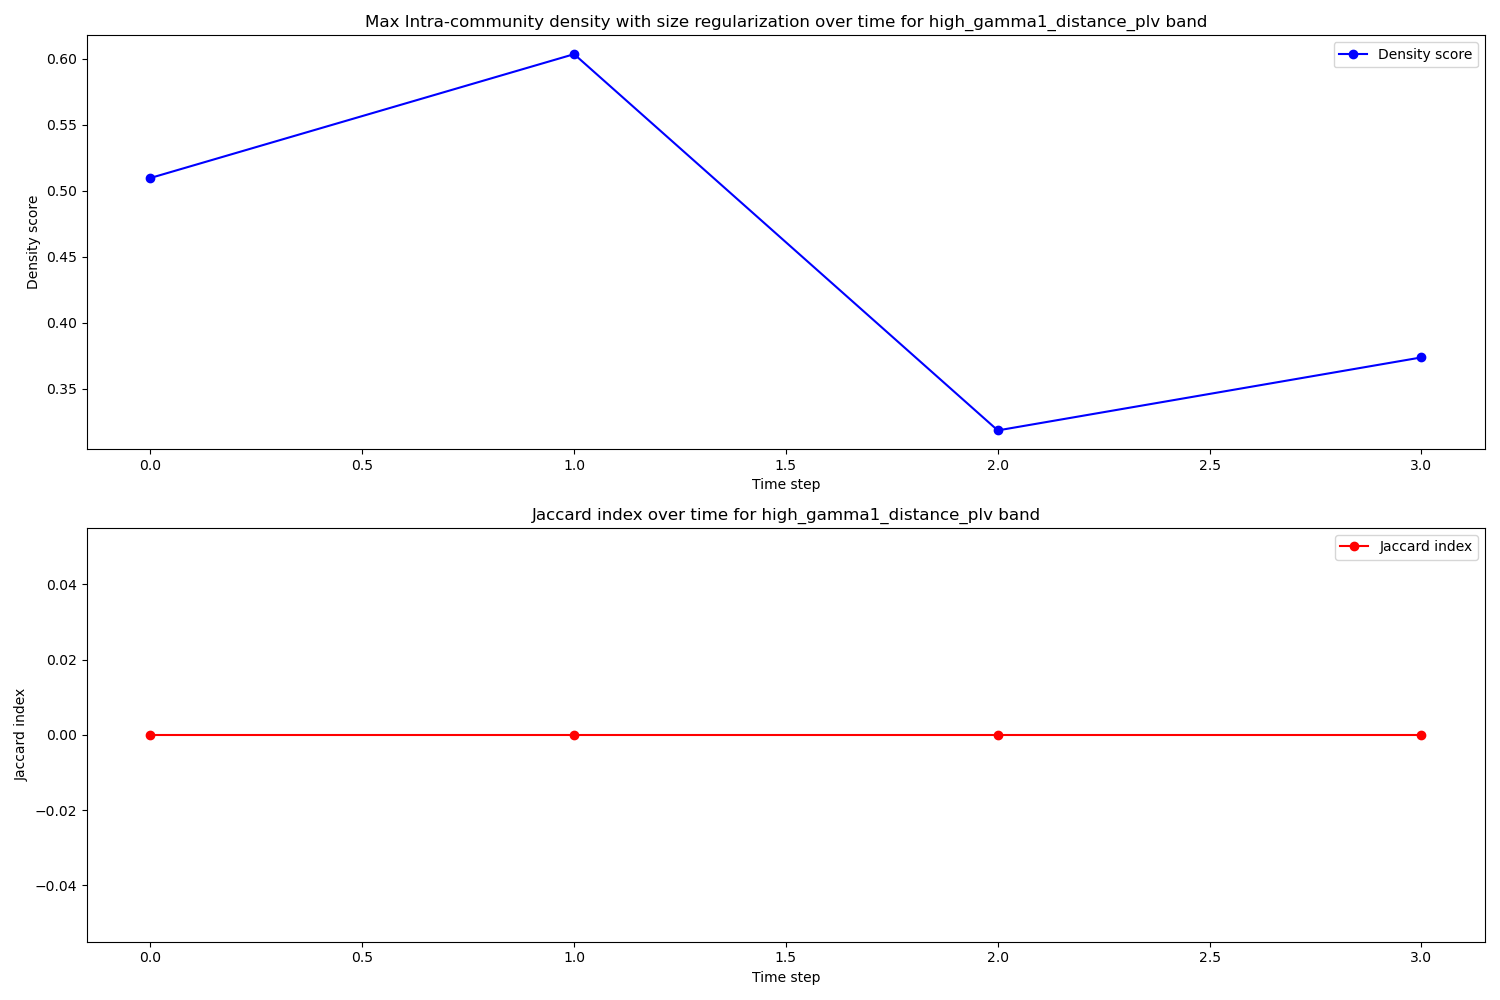 Max Intra-community density with size regularization over time for high_gamma1_distance_plv band
Density score
0.60
0.55
0.50
0.45
0.40
0.35
Density score
0.0 0.5 1.0 1.5 2.0 2.5 3.0
Time step
Jaccard index over time for high_gamma1_distance_plv band
Jaccard index
0.04
0.02
0.00
−0.02
−0.04
Jaccard index
0.0 0.5 1.0 1.5 2.0 2.5 3.0
Time step